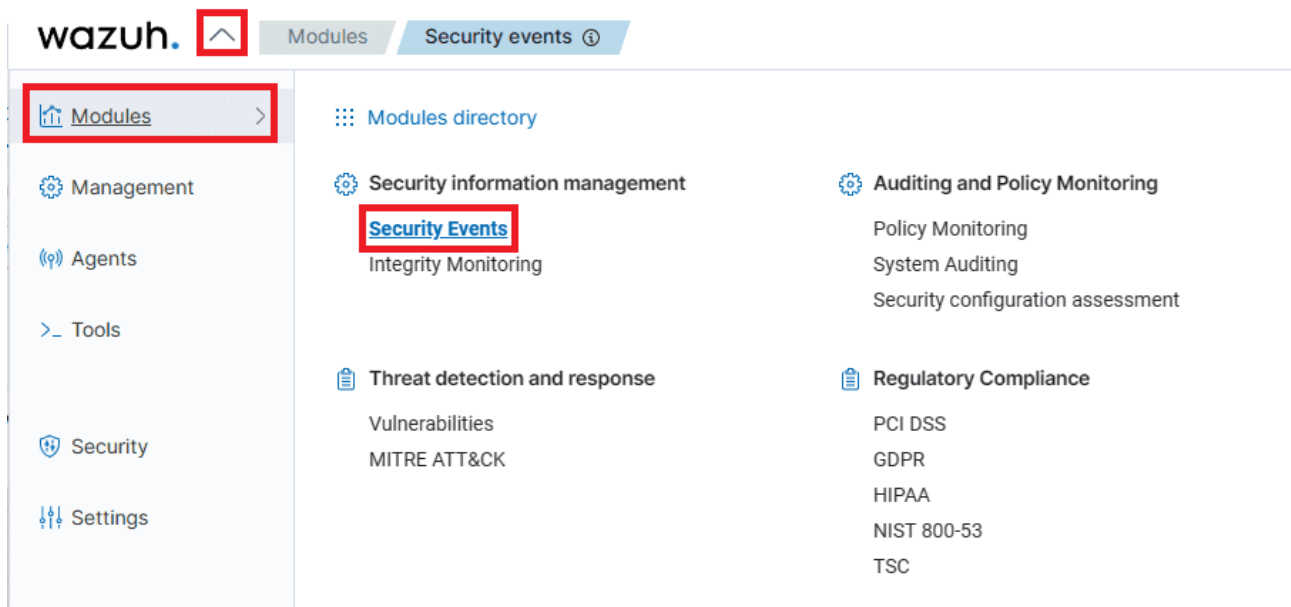 wazuh.
Modules
Security events
Modules
Management
Agents
>_ Tools
Security
Settings
Modules directory
Security information management
Security Events
Integrity Monitoring
Auditing and Policy Monitoring
Policy Monitoring
System Auditing
Security configuration assessment
Threat detection and response
Vulnerabilities
MITRE ATT&CK
Regulatory Compliance
PCI DSS
GDPR
HIPAA
NIST 800-53
TSC